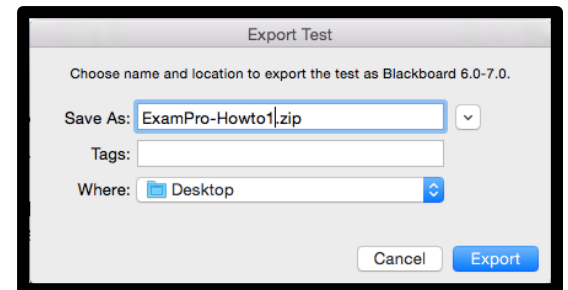 Export Test
Choose name and location to export the test as Blackboard 6.0-7.0.
Save As: ExamPro-Howto1.zip
Tags:
Where: Desktop
Cancel Export